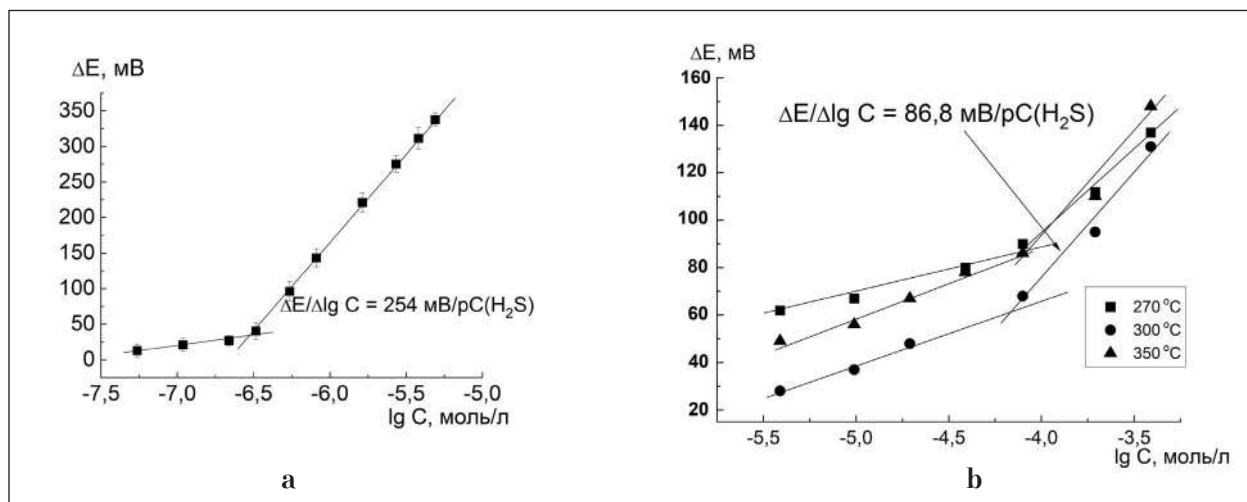 ΔE, мВ
350
300
250
200
150
100
50
0
-7,5
-7,0
-6,5
-6,0
-5,5
-5,0
lg C, моль/л
ΔE/Δlg C = 254 мВ/pC(H₂S)
a
ΔE, мВ
160
140
120
100
80
60
40
20
-5,5
-5,0
-4,5
-4,0
-3,5
lg C, моль/л
ΔE/Δlg C = 86,8 мВ/pC(H₂S)
270 °C
300 °C
350 °C
b